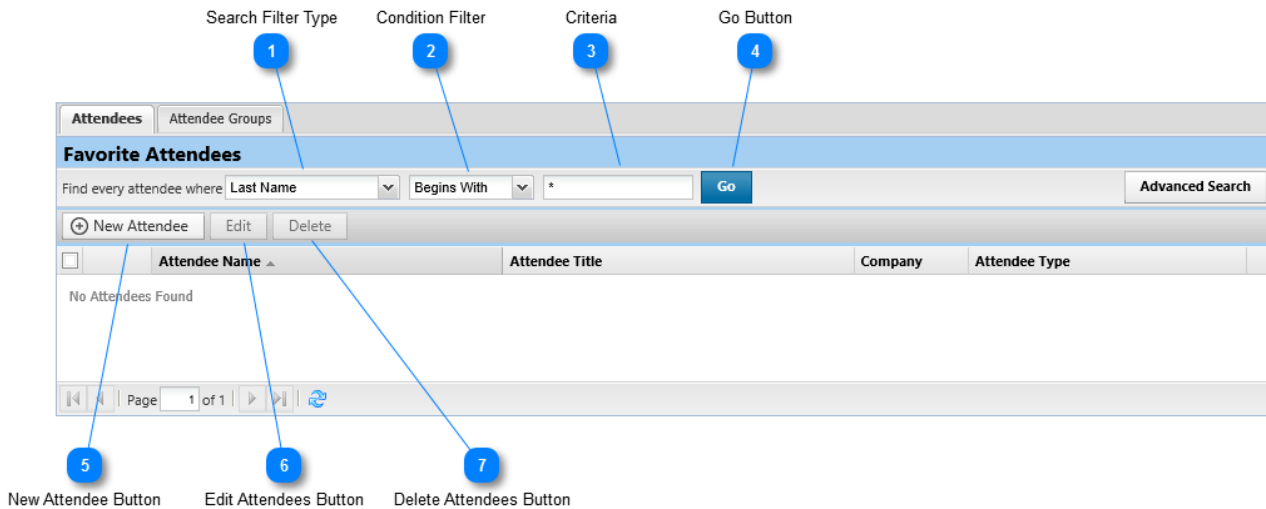 Search Filter Type Condition Filter Criteria Go Button
1 2 3 4
Attendees Attendee Groups
Favorite Attendees
Find every attendee where Last Name Begins With * Go Advanced Search
New Attendee Edit Delete
Attendee Name Attendee Title Company Attendee Type
No Attendees Found
Page 1 of 1
5 6 7
New Attendee Button Edit Attendees Button Delete Attendees Button